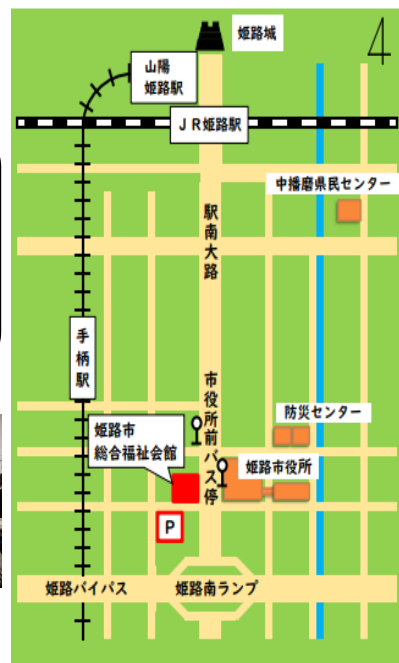 姫路城
山陽
姫路駅
JR姫路駅
中播磨県民センター
駅南大路
手柄駅
市役所前バス停
防災センター
姫路市
総合福祉会館
姫路市役所
P
姫路バイパス
姫路南ランプ